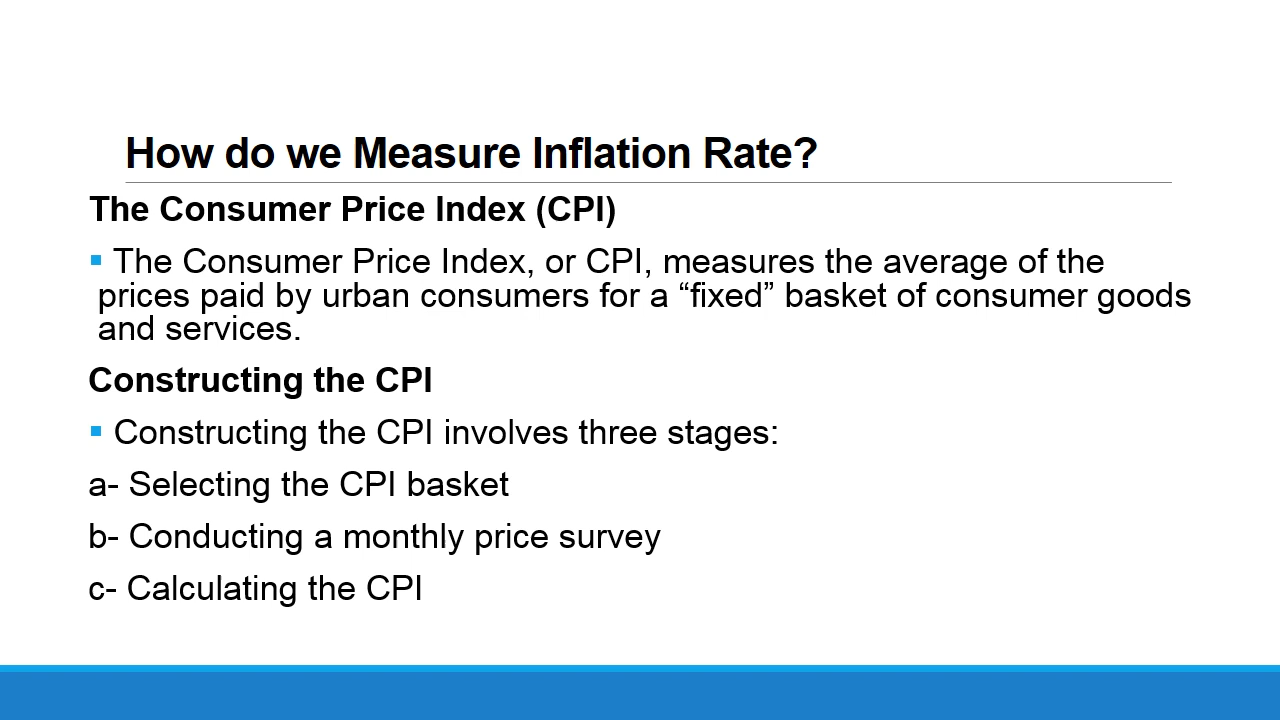 How do we Measure Inflation Rate?
The Consumer Price Index (CPI)
▪ The Consumer Price Index, or CPI, measures the average of the
prices paid by urban consumers for a “fixed” basket of consumer goods
and services.
Constructing the CPI
▪ Constructing the CPI involves three stages:
a- Selecting the CPI basket
b- Conducting a monthly price survey
c- Calculating the CPI